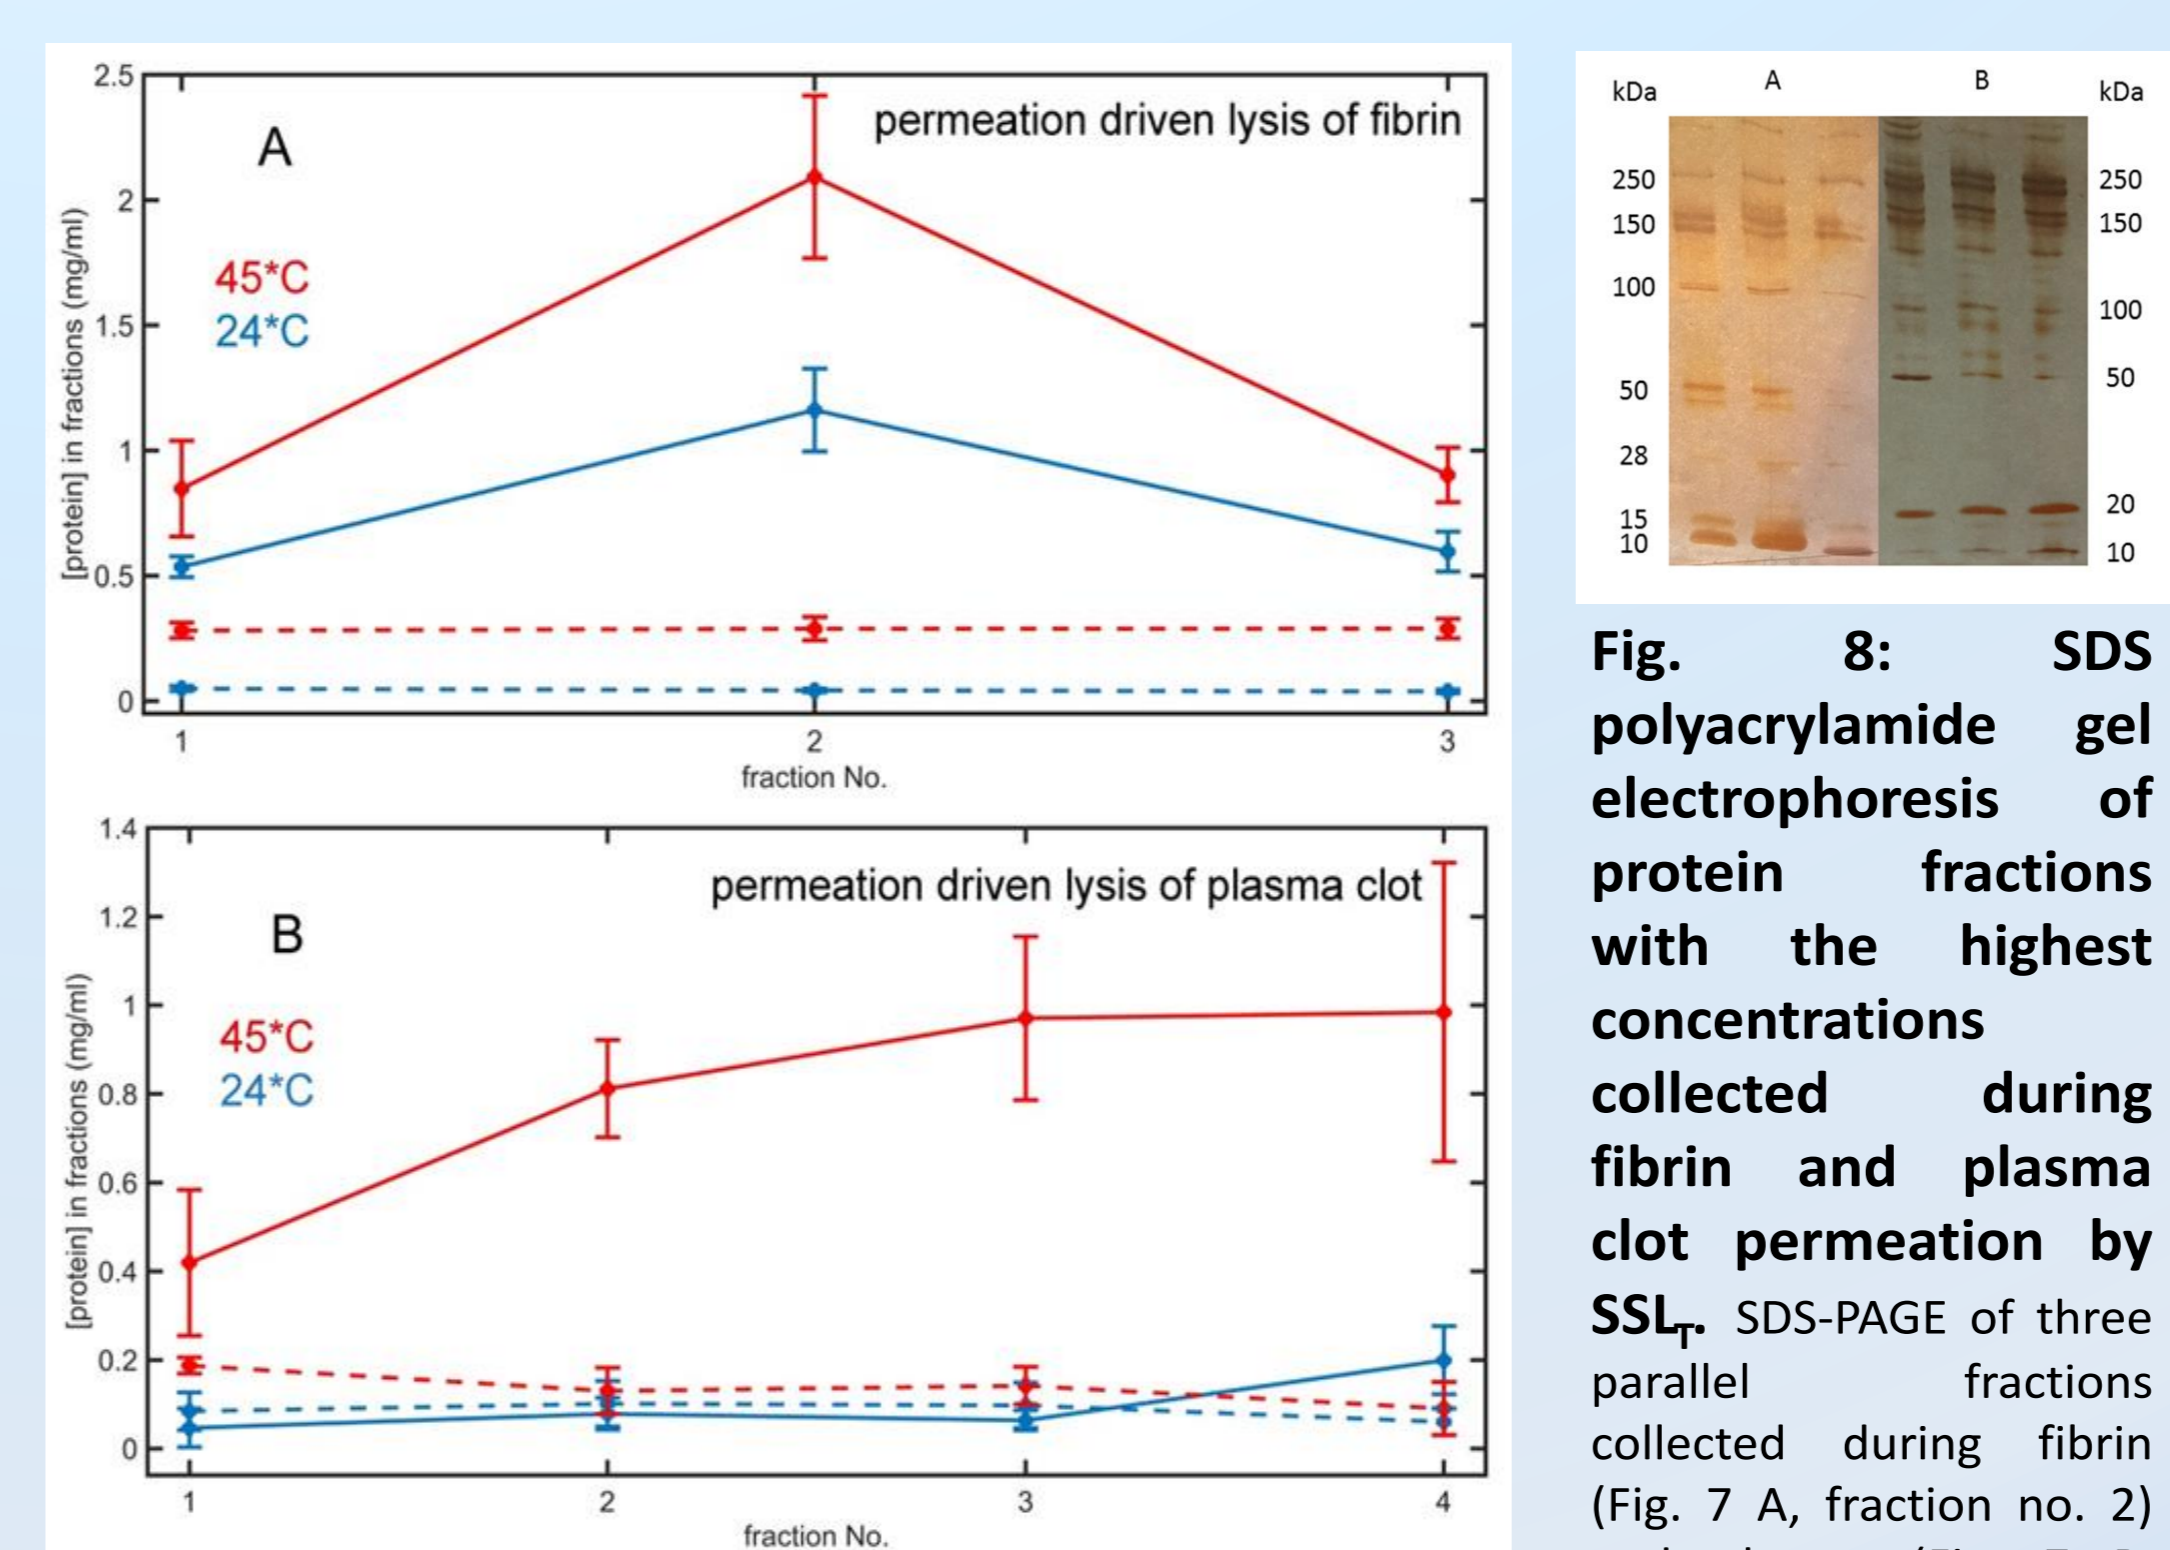 2.5
2
1.5
1
0.5
0
[protein] in fractions (mg/ml)
A
permeation driven lysis of fibrin
45*C
24*C
1 2 3
fraction No.
1.4
1.2
1
0.8
0.6
0.4
0.2
0
[protein] in fractions (mg/ml)
B
permeation driven lysis of plasma clot
45*C
24*C
1 2 3 4
fraction No.
kDa A B kDa
250 250
150 150
100 100
50 50
28
20
15
10 10
Fig. 8: SDS
polyacrylamide gel
electrophoresis of
protein fractions
with the highest
concentrations
collected during
fibrin and plasma
clot permeation by
SSLT. SDS-PAGE of three
parallel fractions
collected during fibrin
(Fig. 7 A, fraction no. 2)